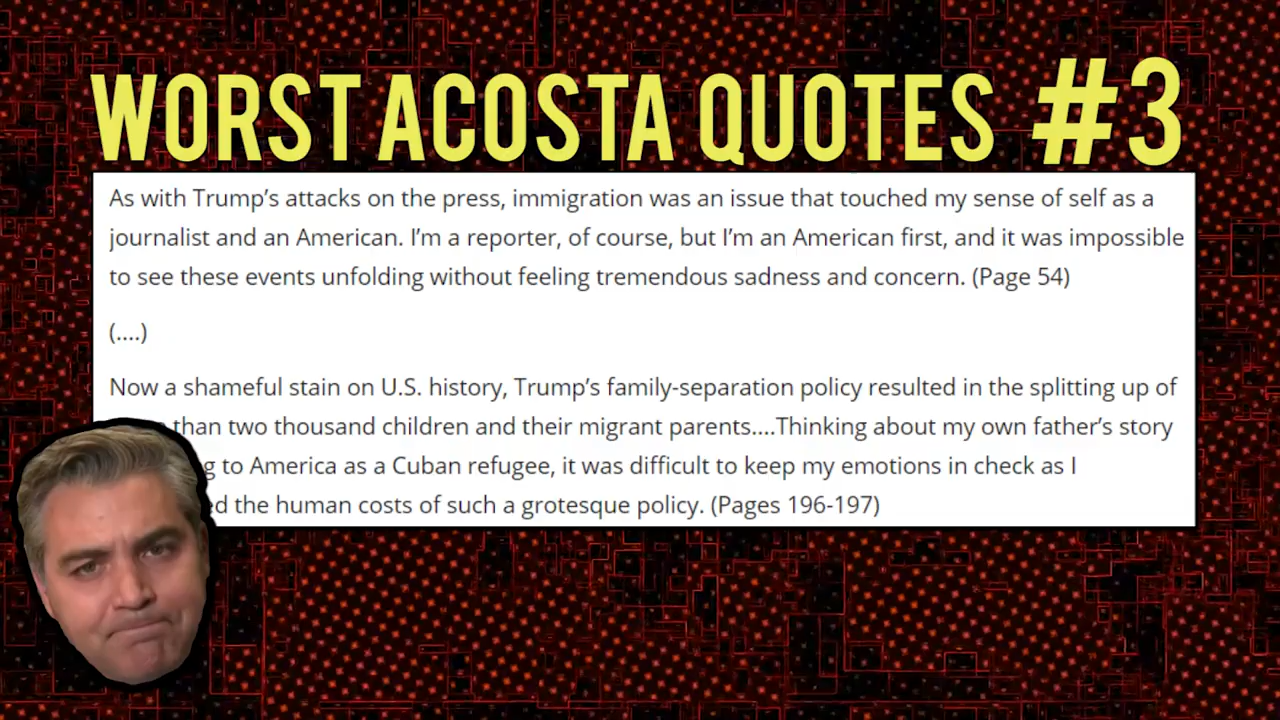 WORST ACOSTA QUOTES #3
As with Trump's attacks on the press, immigration was an issue that touched my sense of self as a
journalist and an American. I'm a reporter, of course, but I'm an American first, and it was impossible
to see these events unfolding without feeling tremendous sadness and concern. (Page 54)
(....)
Now a shameful stain on U.S. history, Trump's family-separation policy resulted in the splitting up of
than two thousand children and their migrant parents....Thinking about my own father's story
to America as a Cuban refugee, it was difficult to keep my emotions in check as I
the human costs of such a grotesque policy. (Pages 196-197)